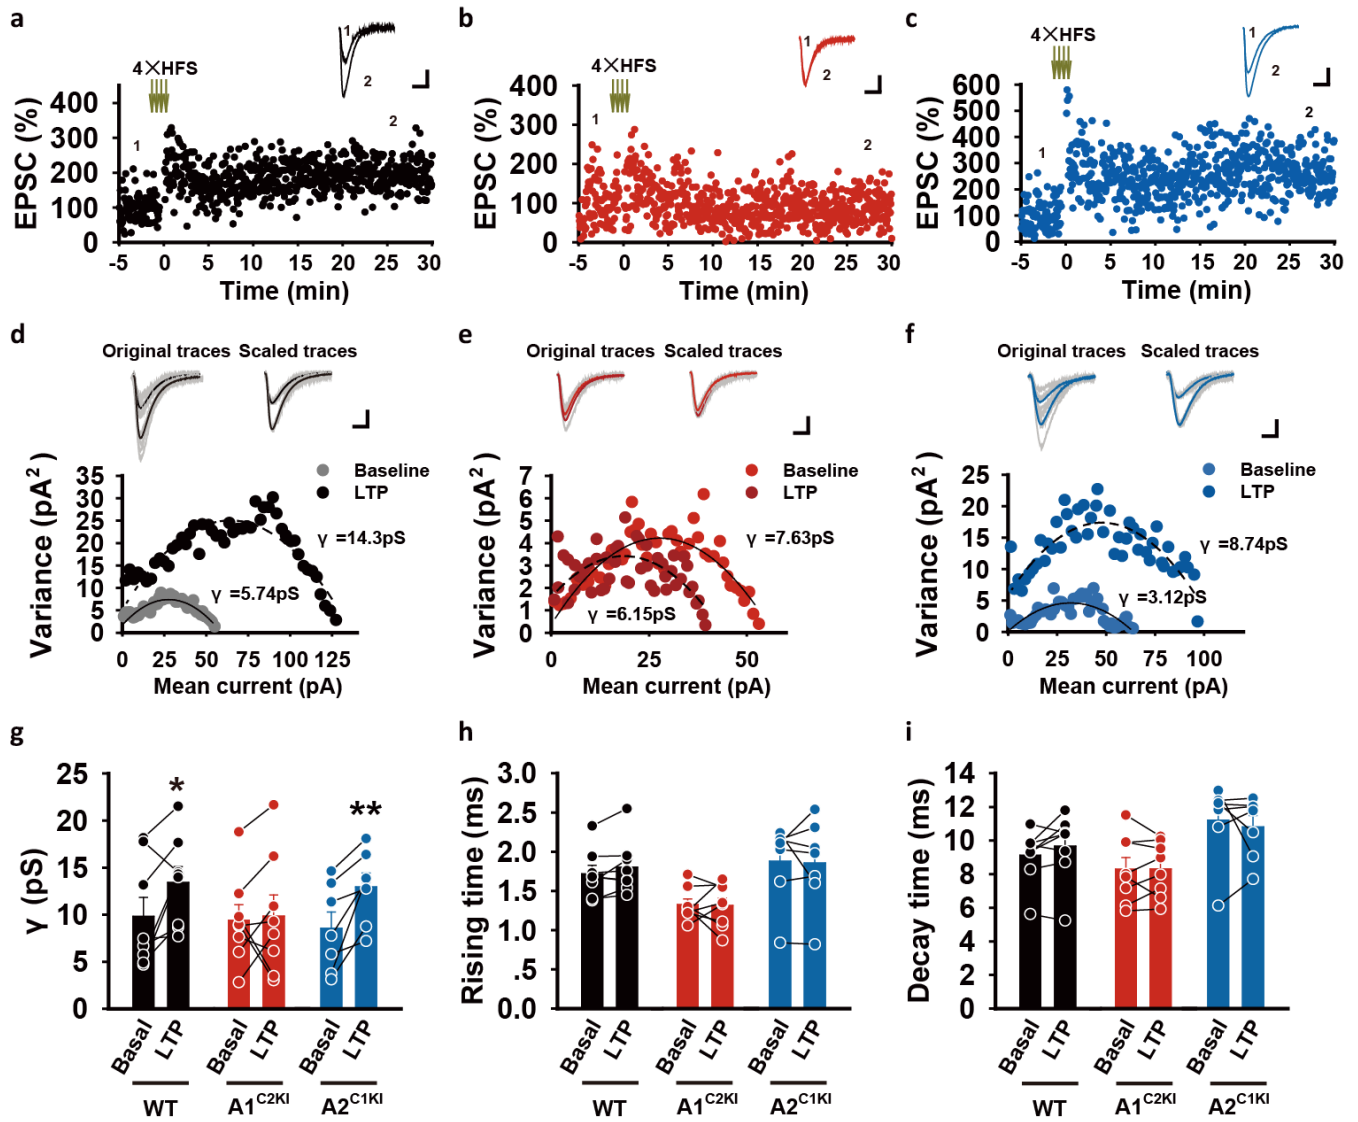 a
4×HFS
1
2
1
2
EPSC (%)
400
300
200
100
0
-5 0 5 10 15 20 25 30
Time (min)
b
4×HFS
1
2
1
2
EPSC (%)
400
300
200
100
0
-5 0 5 10 15 20 25 30
Time (min)
c
4×HFS
1
2
1
2
EPSC (%)
600
500
400
300
200
100
0
-5 0 5 10 15 20 25 30
Time (min)
d
Original traces Scaled traces
Baseline
LTP
γ =14.3pS
γ =5.74pS
Variance (pA²)
35
30
25
20
15
10
5
0
0 25 50 75 100 125
Mean current (pA)
e
Original traces Scaled traces
Baseline
LTP
γ =7.63pS
γ =6.15pS
Variance (pA²)
7
6
5
4
3
2
1
0
0 25 50
Mean current (pA)
f
Original traces Scaled traces
Baseline
LTP
γ =8.74pS
γ =3.12pS
Variance (pA²)
25
20
15
10
5
0
0 25 50 75 100
Mean current (pA)
g
γ (pS)
25
20
15
10
5
0
*
**
Basal LTP Basal LTP Basal LTP
WT A1C2KI A2C1KI
h
Rising time (ms)
3.0
2.5
2.0
1.5
1.0
.5
0.0
Basal LTP Basal LTP Basal LTP
WT A1C2KI A2C1KI
i
Decay time (ms)
14
12
10
8
6
4
2
0
Basal LTP Basal LTP Basal LTP
WT A1C2KI A2C1KI